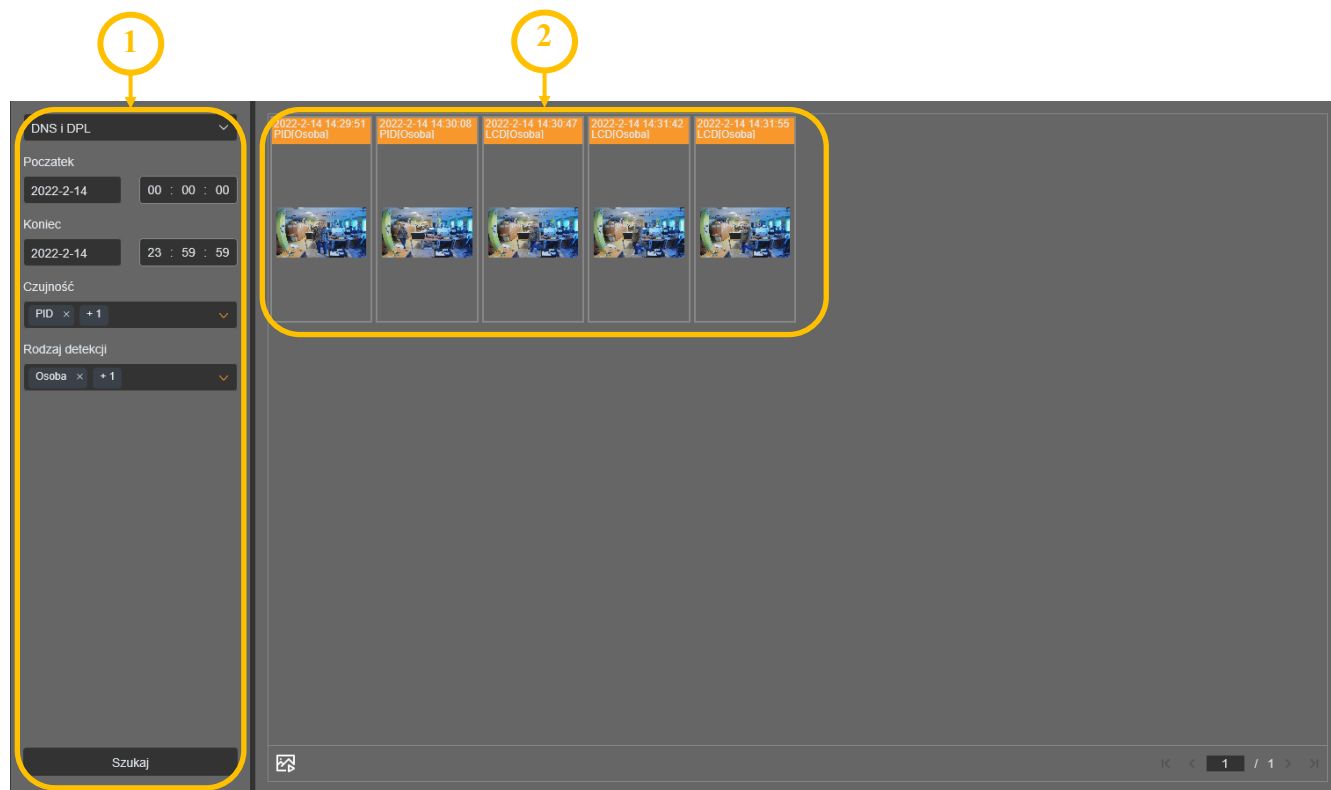 1
2
DNS i DPL
Początek
2022-2-14 00 : 00 : 00
Koniec
2022-2-14 23 : 59 : 59
Czujność
PID × + 1
Rodzaj detekcji
Osoba × + 1
Szukaj
2022-2-14 14:29:51
PID[Osoba]
2022-2-14 14:30:08
PID[Osoba]
2022-2-14 14:30:47
LCD[Osoba]
2022-2-14 14:31:42
LCD[Osoba]
2022-2-14 14:31:55
LCD[Osoba]
1 / 1